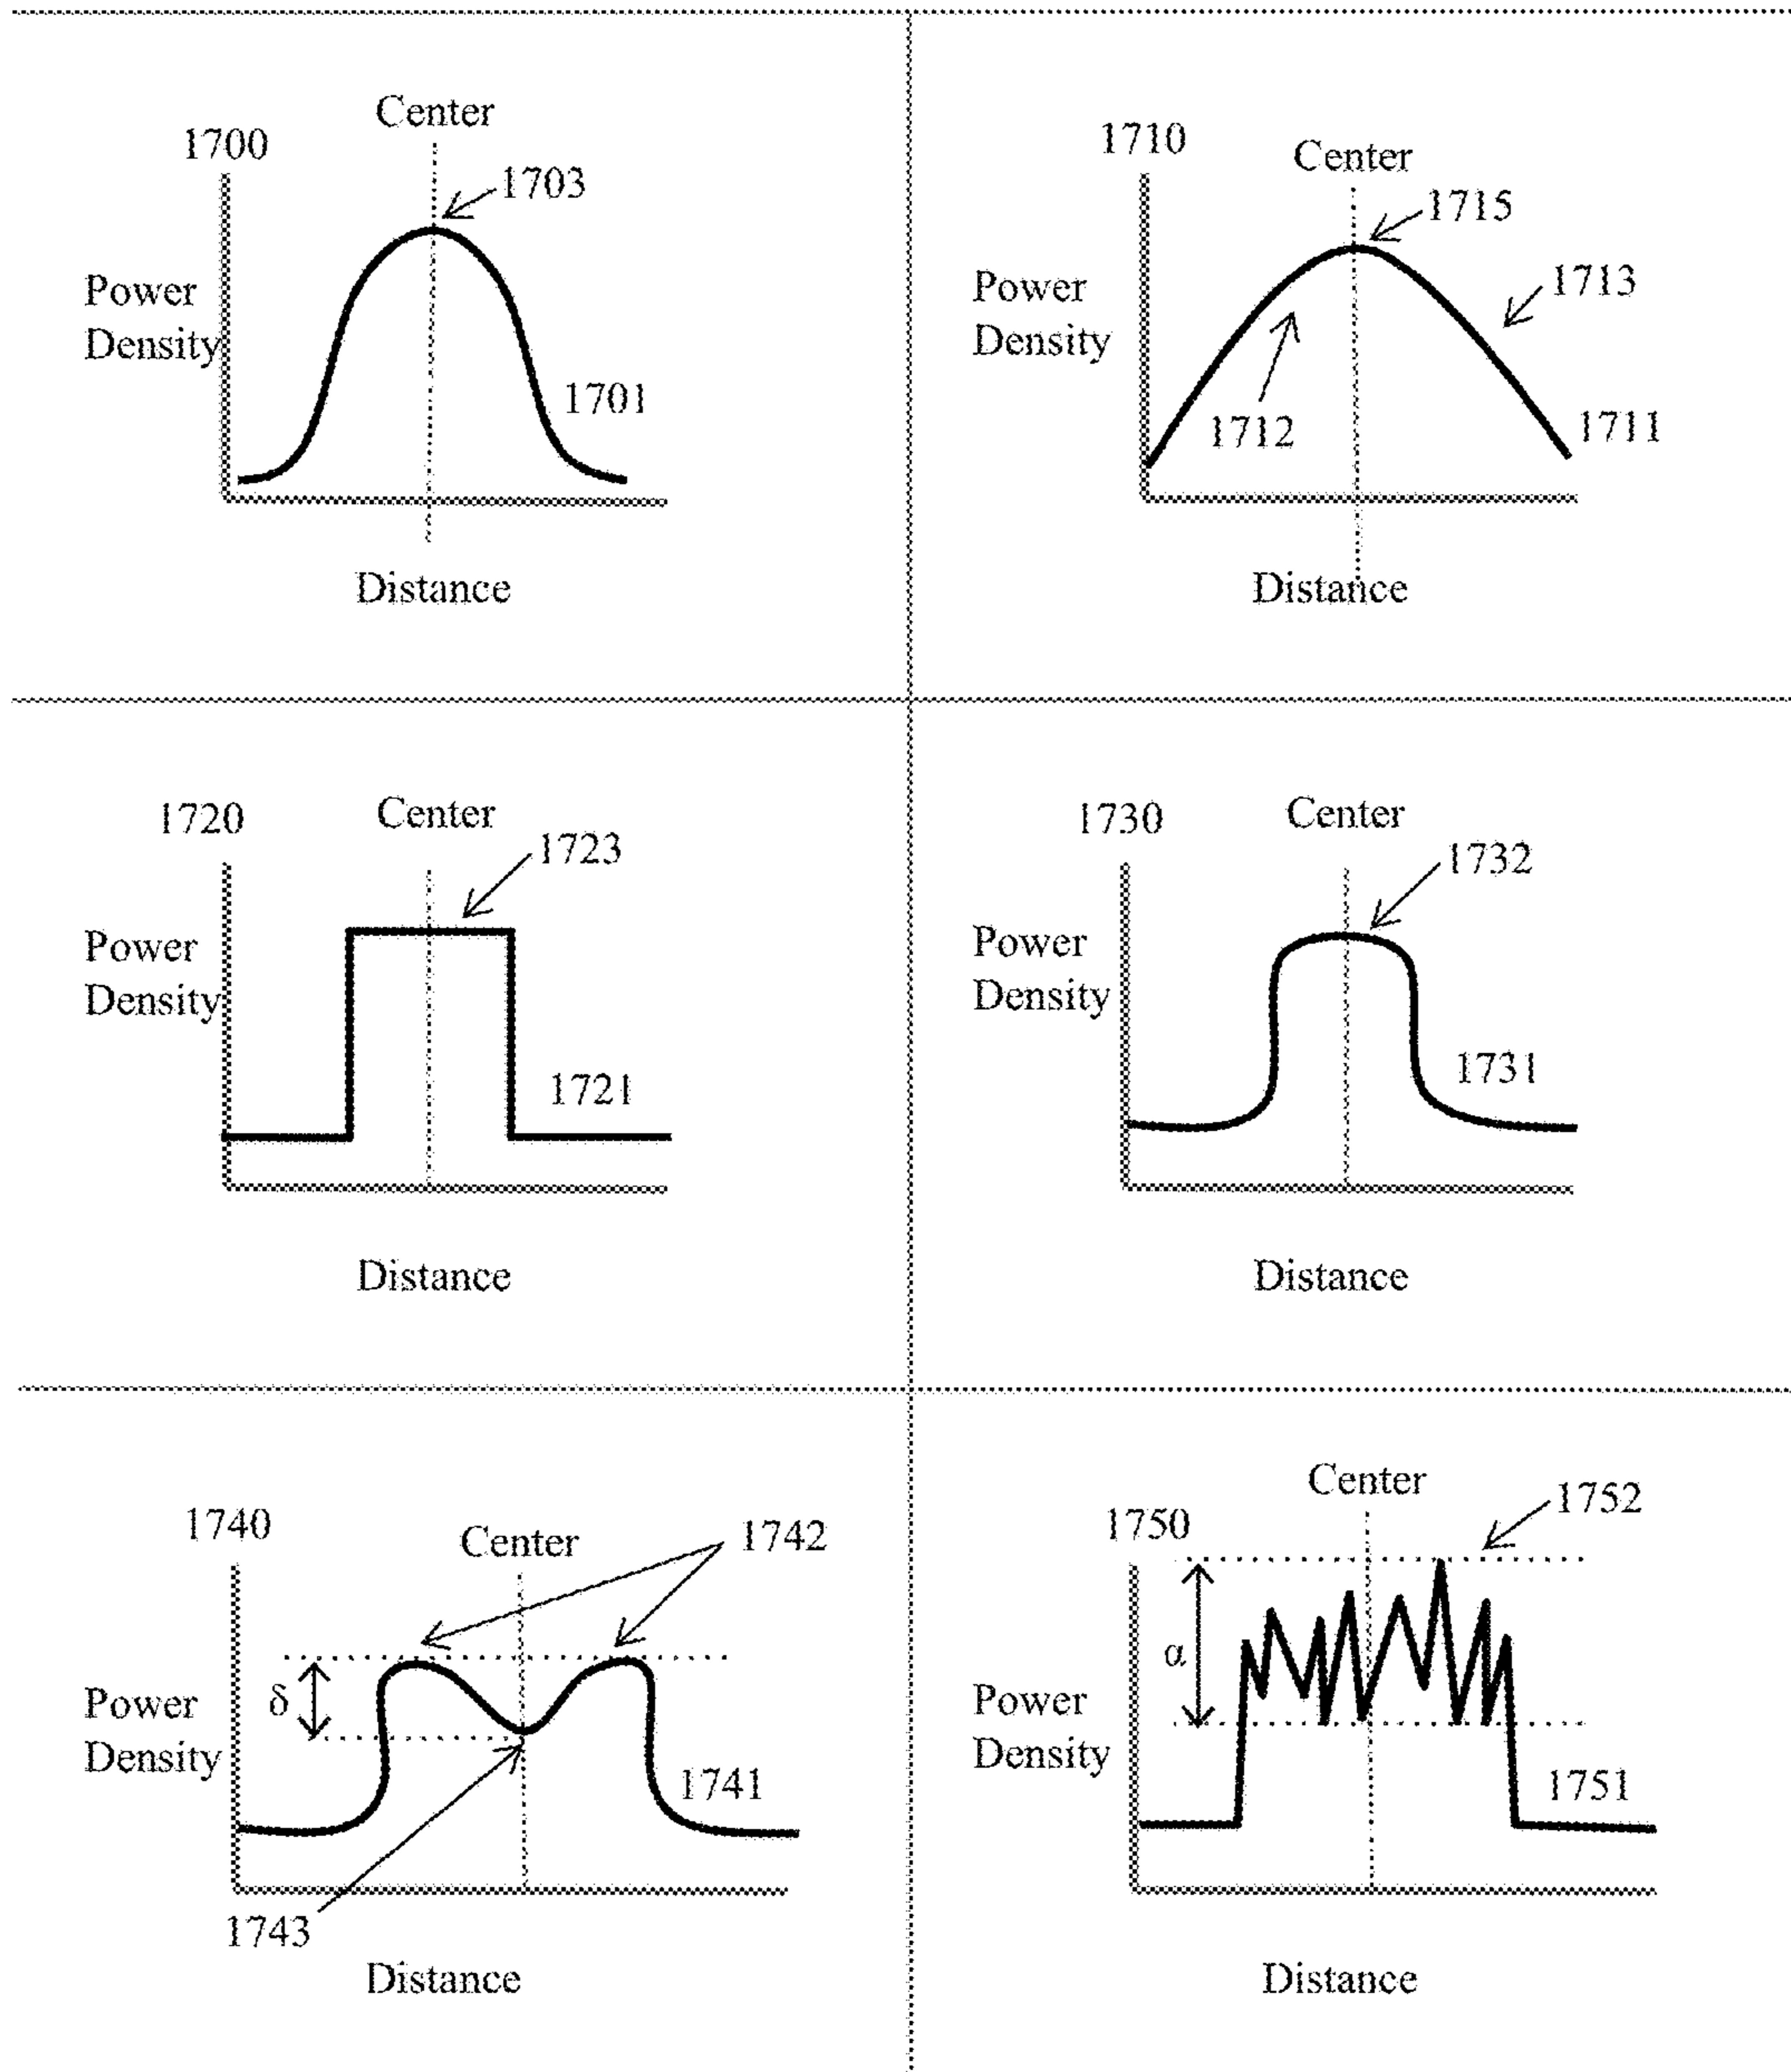 Center
1700
1703
Power
Density
1701
Distance
1710
Center
1715
Power
Density
1713
1712
1711
Distance
1720
Center
1723
Power
Density
1721
Distance
1730
Center
1732
Power
Density
1731
Distance
1740
Center
1742
δ
Power
Density
1741
1743
Distance
Center
1750
1752
α
Power
Density
1751
Distance